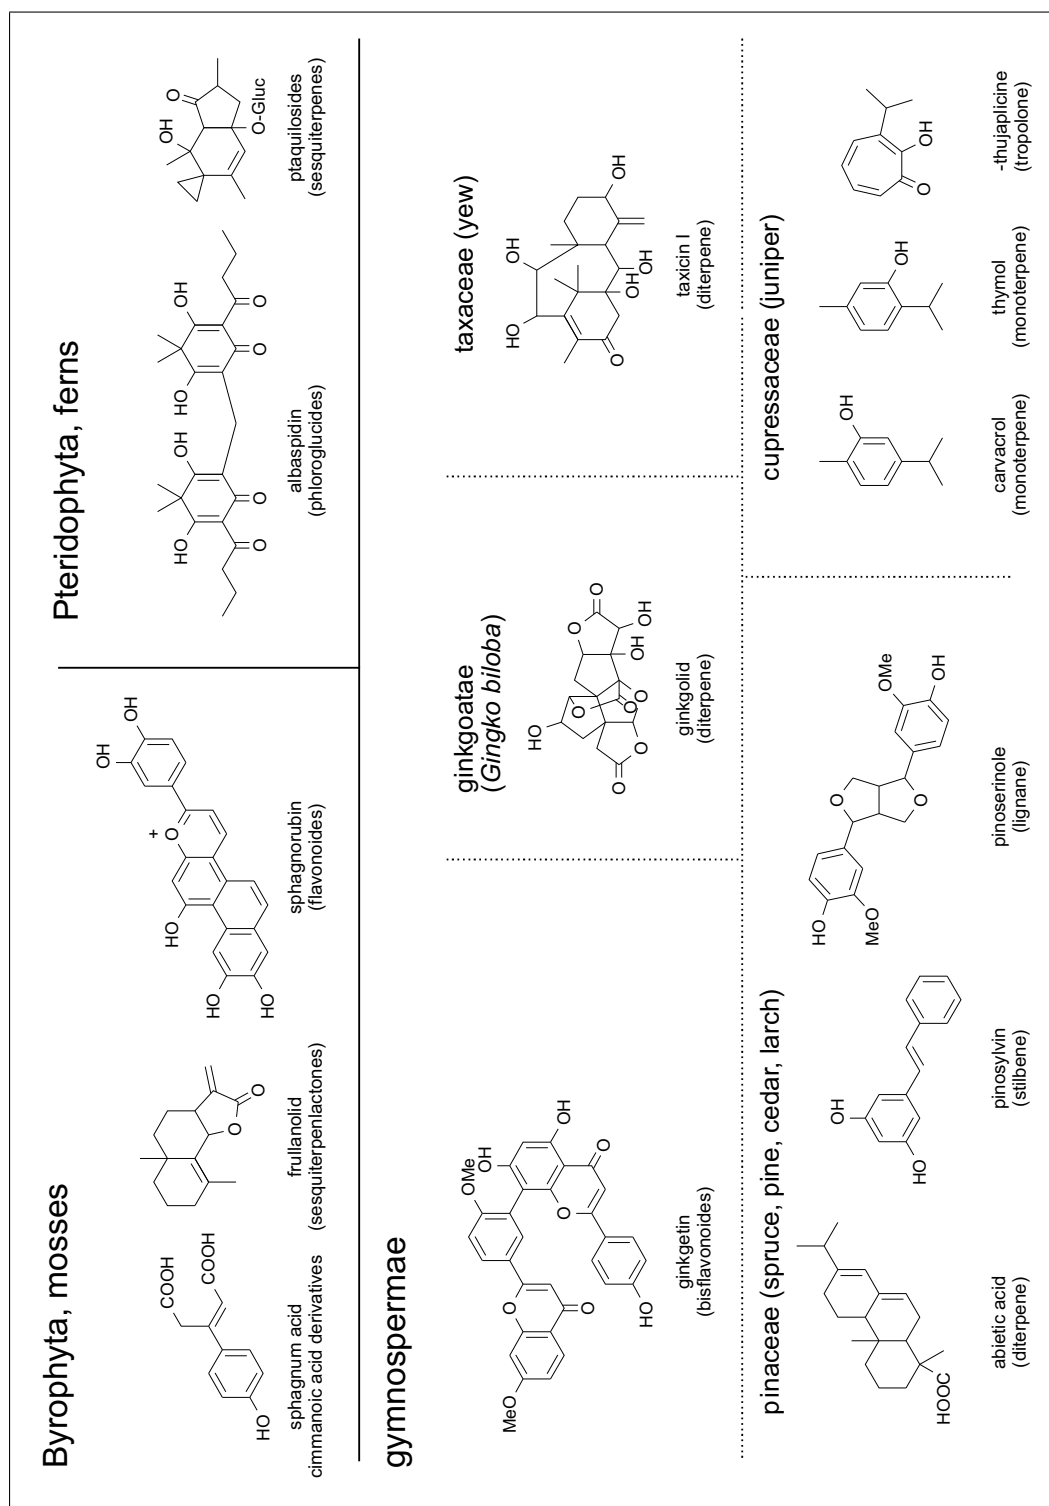 Byrophyta, mosses
HO
COOH
COOH
sphagnum acid
cimmanoic acid derivatives
O
O
frullanolid
(sesquiterpenlactones)
HO
HO
HO
O
+
OH
OH
sphagnorubin
(flavonoides)
Pteridophyta, ferns
HO
O
O
OH
HO
OH
O
O
albaspidin
(phloroglucides)
O
OH
O-Gluc
ptaquilosides
(sesquiterpenes)
gymnospermae
MeO
O
O
OMe
OH
OH
O
O
HO
ginkgetin
(bisflavonoides)
ginkgoatae
(Gingko biloba)
HO
O
O
O
O
O
O
O
OH
OH
ginkgolid
(diterpene)
taxaceae (yew)
HO
OH
OH
OH
OH
O
taxicin I
(diterpene)
pinaceae (spruce, pine, cedar, larch)
HOOC
abietic acid
(diterpene)
HO
OH
pinosylvin
(stilbene)
HO
MeO
O
O
OMe
OH
pinoserinole
(lignane)
cupressaceae (juniper)
OH
carvacrol
(monoterpene)
OH
thymol
(monoterpene)
O
OH
-thujaplicine
(tropolone)